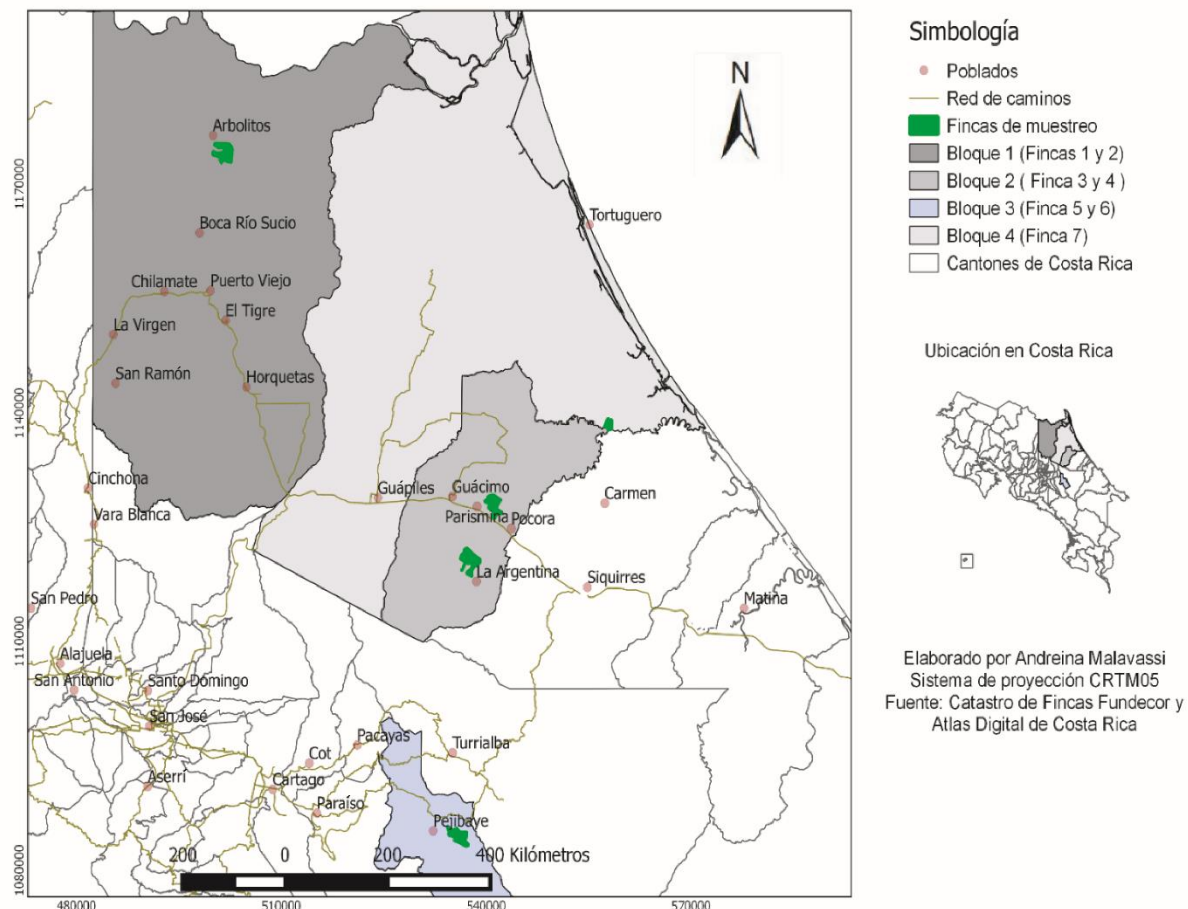 Arbolitos
Boca Río Sucio
Tortuguero
Chilamate
Puerto Viejo
El Tigre
La Virgen
San Ramón
Horquetas
Cinchona
Guápiles
Guácimo
Carmen
Vara Blanca
Parismina
Pocora
La Argentina
Siquirres
San Pedro
Matina
Alajuela
San Antonio
Santo Domingo
San José
Pacayas
Turrialba
Cot
Aserrí
Cartago
Paraíso
Pejibaye
200 0 200 400 Kilómetros
1170000
1140000
1110000
1080000
480000 510000 540000 570000
N
Simbología
Poblados
Red de caminos
Fincas de muestreo
Bloque 1 (Fincas 1 y 2)
Bloque 2 ( Finca 3 y 4 )
Bloque 3 (Finca 5 y 6)
Bloque 4 (Finca 7)
Cantones de Costa Rica
Ubicación en Costa Rica
Elaborado por Andreina Malavassi
Sistema de proyección CRTM05
Fuente: Catastro de Fincas Fundecor y
Atlas Digital de Costa Rica